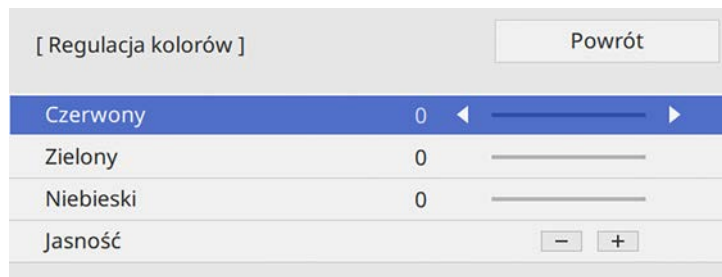 [ Regulacja kolorów ] Powrót
Czerwony 0
Zielony 0
Niebieski 0
Jasność − +